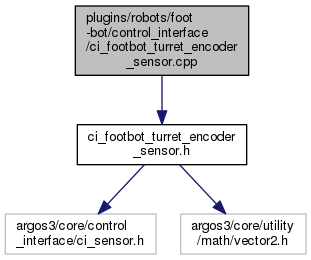 plugins/robots/foot
-bot/control_interface
/ci_footbot_turret_encoder
_sensor.cpp
ci_footbot_turret_encoder
_sensor.h
argos3/core/control
_interface/ci_sensor.h
argos3/core/utility
/math/vector2.h